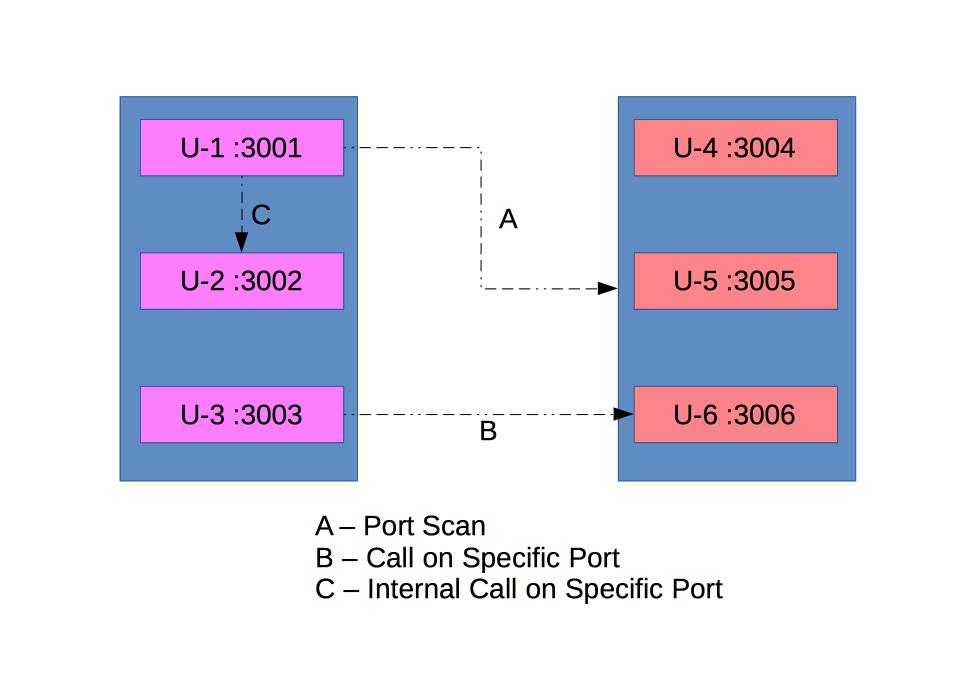 U-1 :3001
U-4 :3004
C
A
U-2 :3002
U-5 :3005
U-3 :3003
U-6 :3006
B
A – Port Scan
B – Call on Specific Port
C – Internal Call on Specific Port